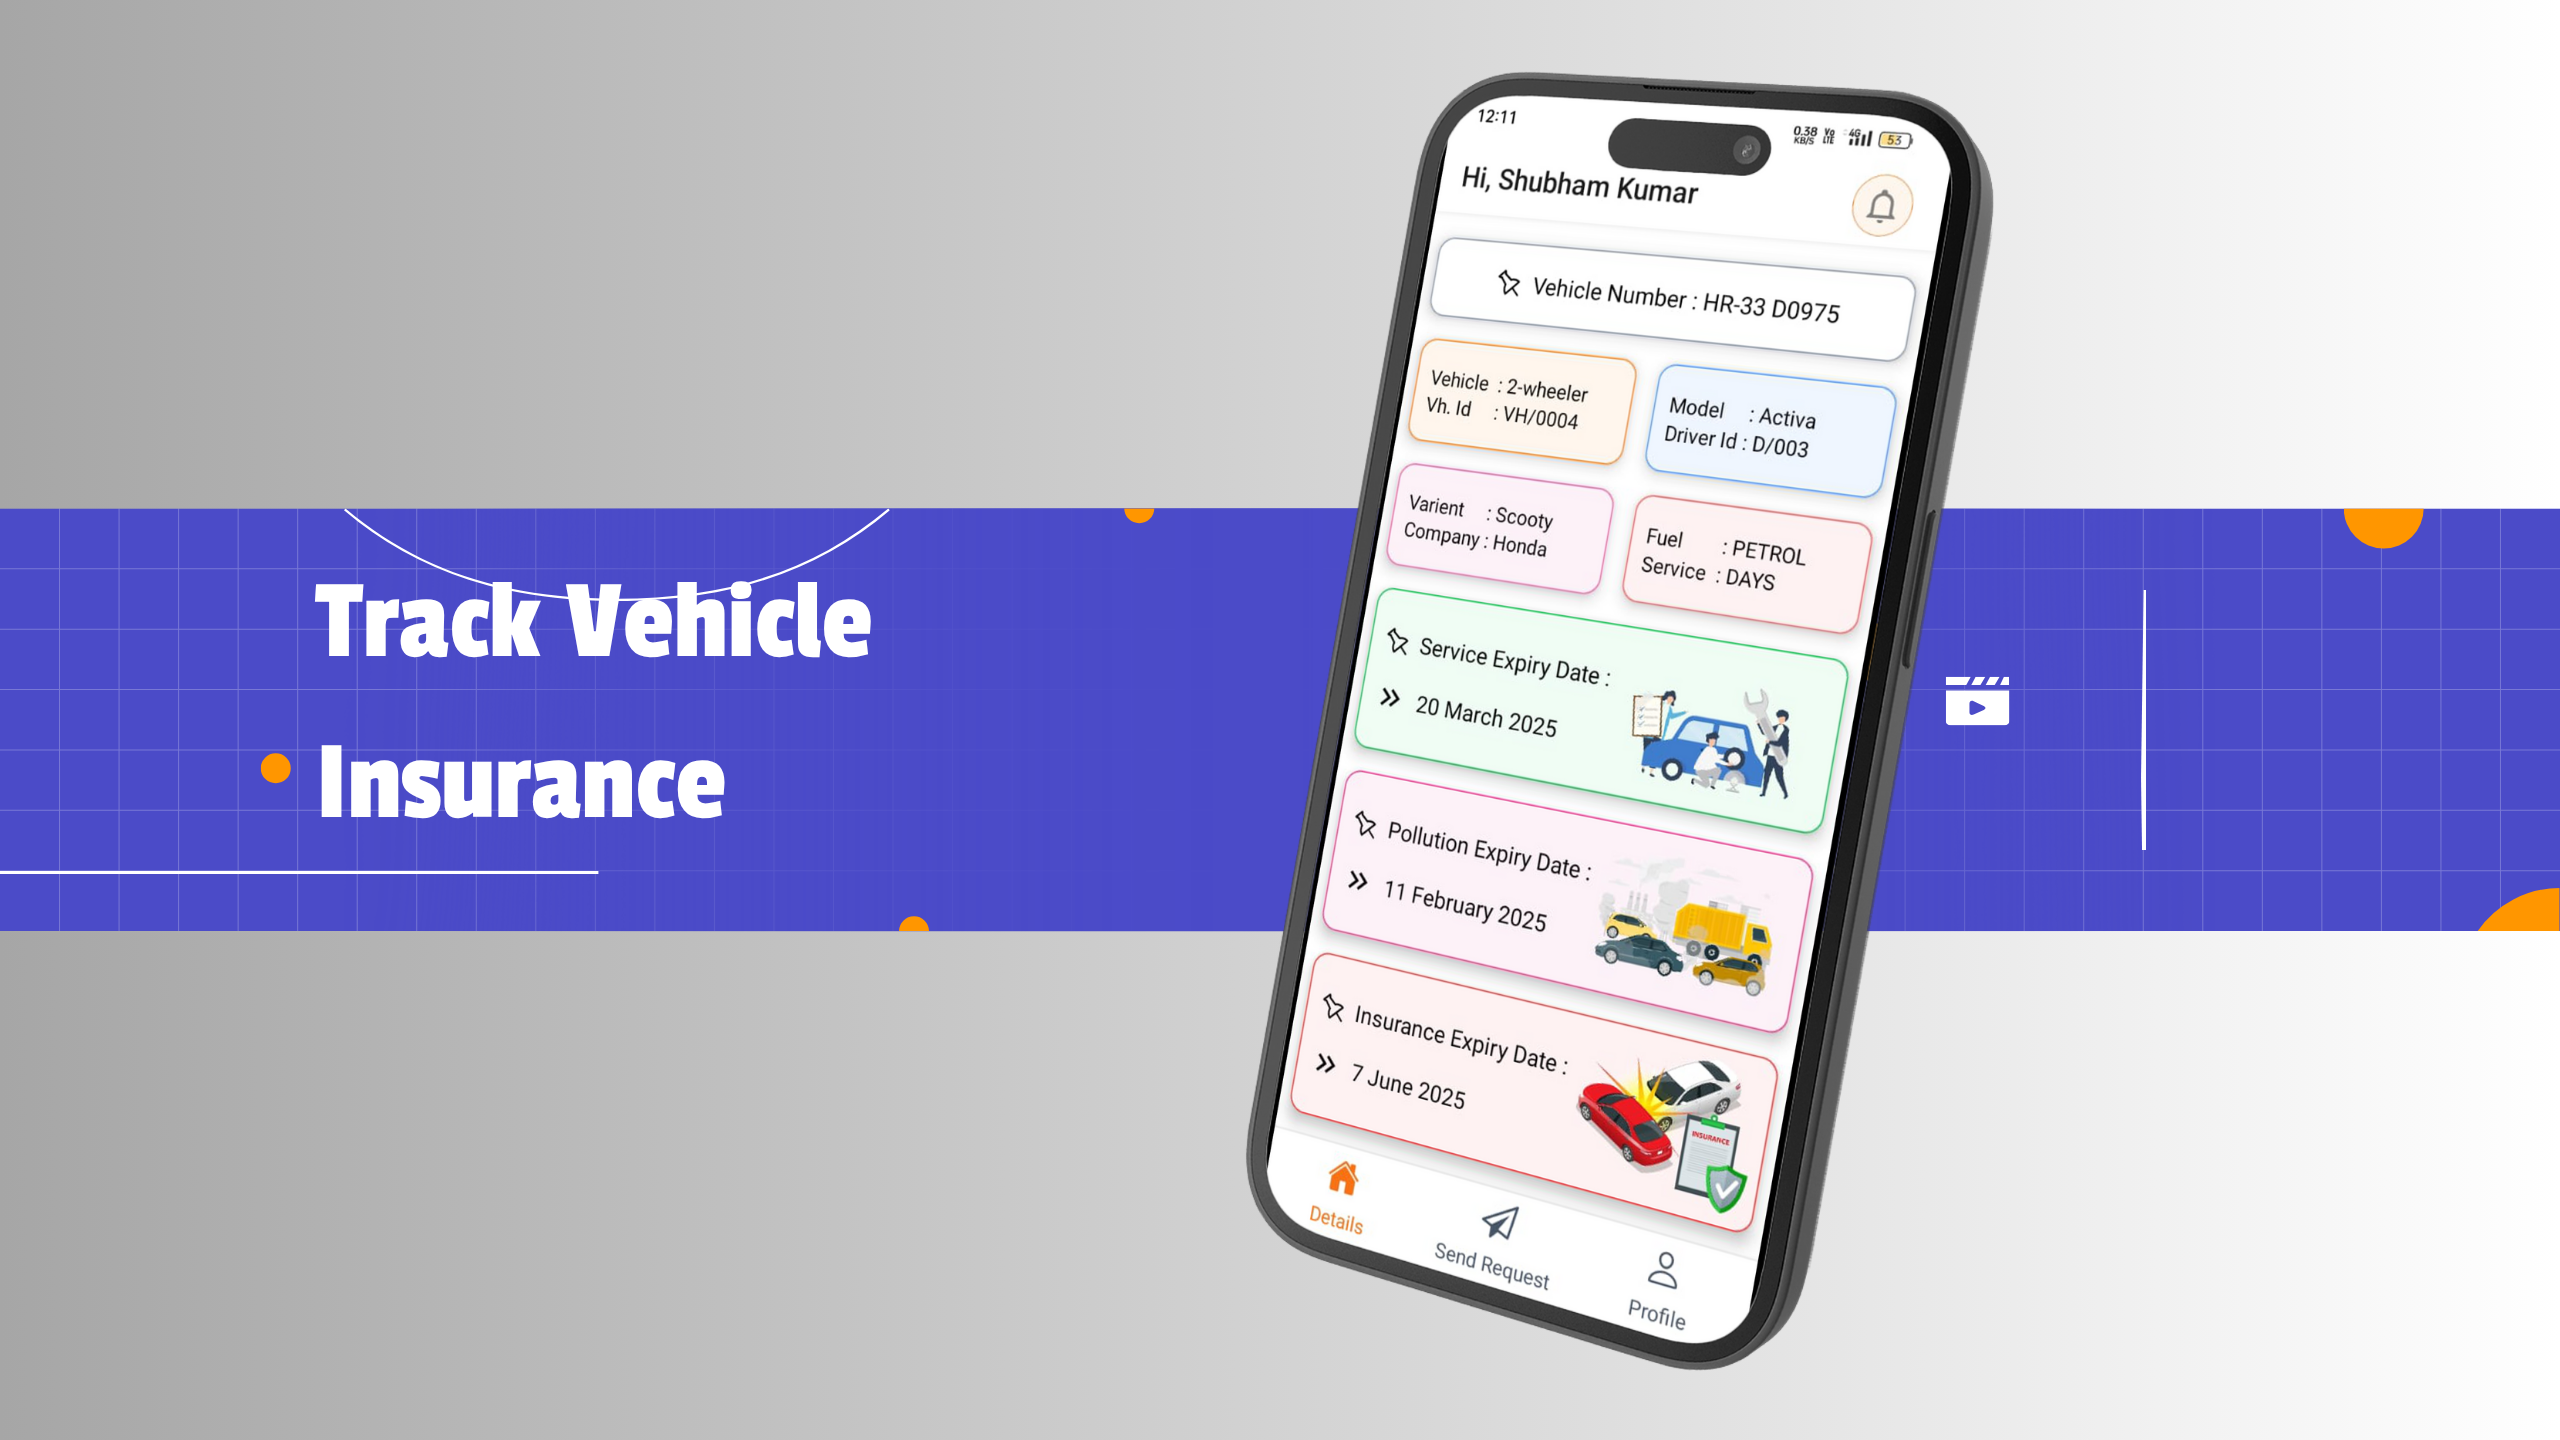 Track Vehicle
Insurance
12:11
0.38 KB/S Vo LTE 4G 53
Hi, Shubham Kumar
Vehicle Number : HR-33 D0975
Vehicle : 2-wheeler
Vh. Id : VH/0004
Model : Activa
Driver Id : D/003
Varient : Scooty
Company : Honda
Fuel : PETROL
Service : DAYS
Service Expiry Date :
20 March 2025
Pollution Expiry Date :
11 February 2025
Insurance Expiry Date :
7 June 2025
INSURANCE
Details
Send Request
Profile